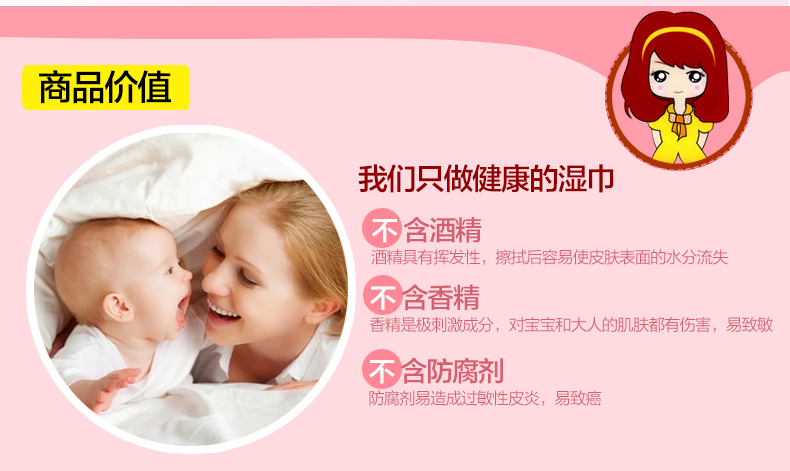 商品价值
我们只做健康的湿巾
不含酒精
酒精具有挥发性，擦拭后容易使皮肤表面的水分流失
不含香精
香精是极刺激成分，对宝宝和大人的肌肤都有伤害，易致敏
不含防腐剂
防腐剂易造成过敏性皮炎，易致癌